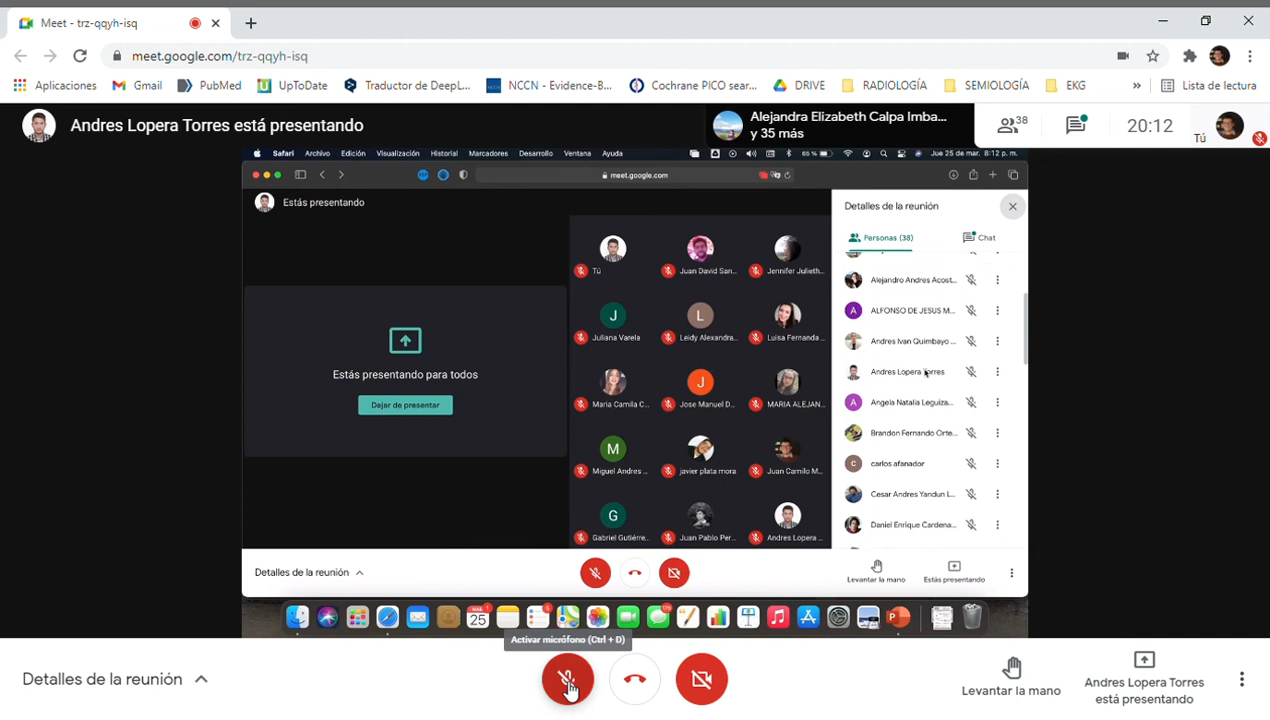 Meet - trz-qqyh-isq
meet.google.com/trz-qqyh-isq
Aplicaciones
Gmail
PubMed
UpToDate
Traductor de DeepL...
NCCN - Evidence-B...
Cochrane PICO sear...
DRIVE
RADIOLOGÍA
SEMIOLOGÍA
EKG
»
Lista de lectura
Andres Lopera Torres está presentando
Alejandra Elizabeth Calpa Imba...
y 35 más
38
20:12
Tú
Safari Archivo Edición Visualización Historial Marcadores Desarrollo Ventana Ayuda
65 %
Jue 25 de mar. 8:12 p. m.
meet.google.com
Estás presentando
Estás presentando para todos
Dejar de presentar
Tú
Juan David San...
Jennifer Julieth...
J
L
Juliana Varela
Leidy Alexandra...
Luisa Fernanda ...
J
Maria Camila C...
Jose Manuel D...
MARIA ALEJAN...
M
Miguel Andres ...
javier plata mora
Juan Camilo M...
G
Gabriel Gutiérre...
Juan Pablo Per...
Andres Lopera ...
Detalles de la reunión
Personas (38)
Chat
Alejandro Andres Acost...
A
ALFONSO DE JESUS M...
Andres Ivan Quimbayo ...
Andres Lopera Torres
A
Angela Natalia Leguiza...
Brandon Fernando Orte...
c
carlos afanador
Cesar Andres Yandun L...
Daniel Enrique Cardena...
Detalles de la reunión
Levantar la mano
Estás presentando
MAR
25
1
Activar micrófono (Ctrl + D)
Detalles de la reunión
Levantar la mano
Andres Lopera Torres
está presentando